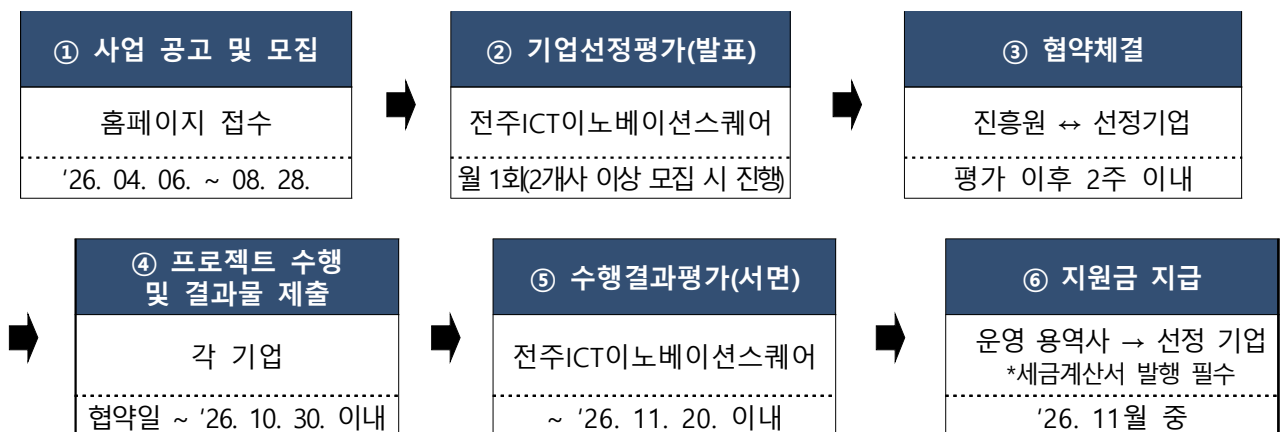 ① 사업 공고 및 모집
홈페이지 접수
'26. 04. 06. ~ 08. 28.
② 기업선정평가(발표)
전주ICT이노베이션스퀘어
월 1회(2개사 이상 모집 시 진행)
③ 협약체결
진흥원 ↔ 선정기업
평가 이후 2주 이내
④ 프로젝트 수행
및 결과물 제출
각 기업
협약일 ~ '26. 10. 30. 이내
⑤ 수행결과평가(서면)
전주ICT이노베이션스퀘어
~ '26. 11. 20. 이내
⑥ 지원금 지급
운영 용역사 → 선정 기업
*세금계산서 발행 필수
'26. 11월 중